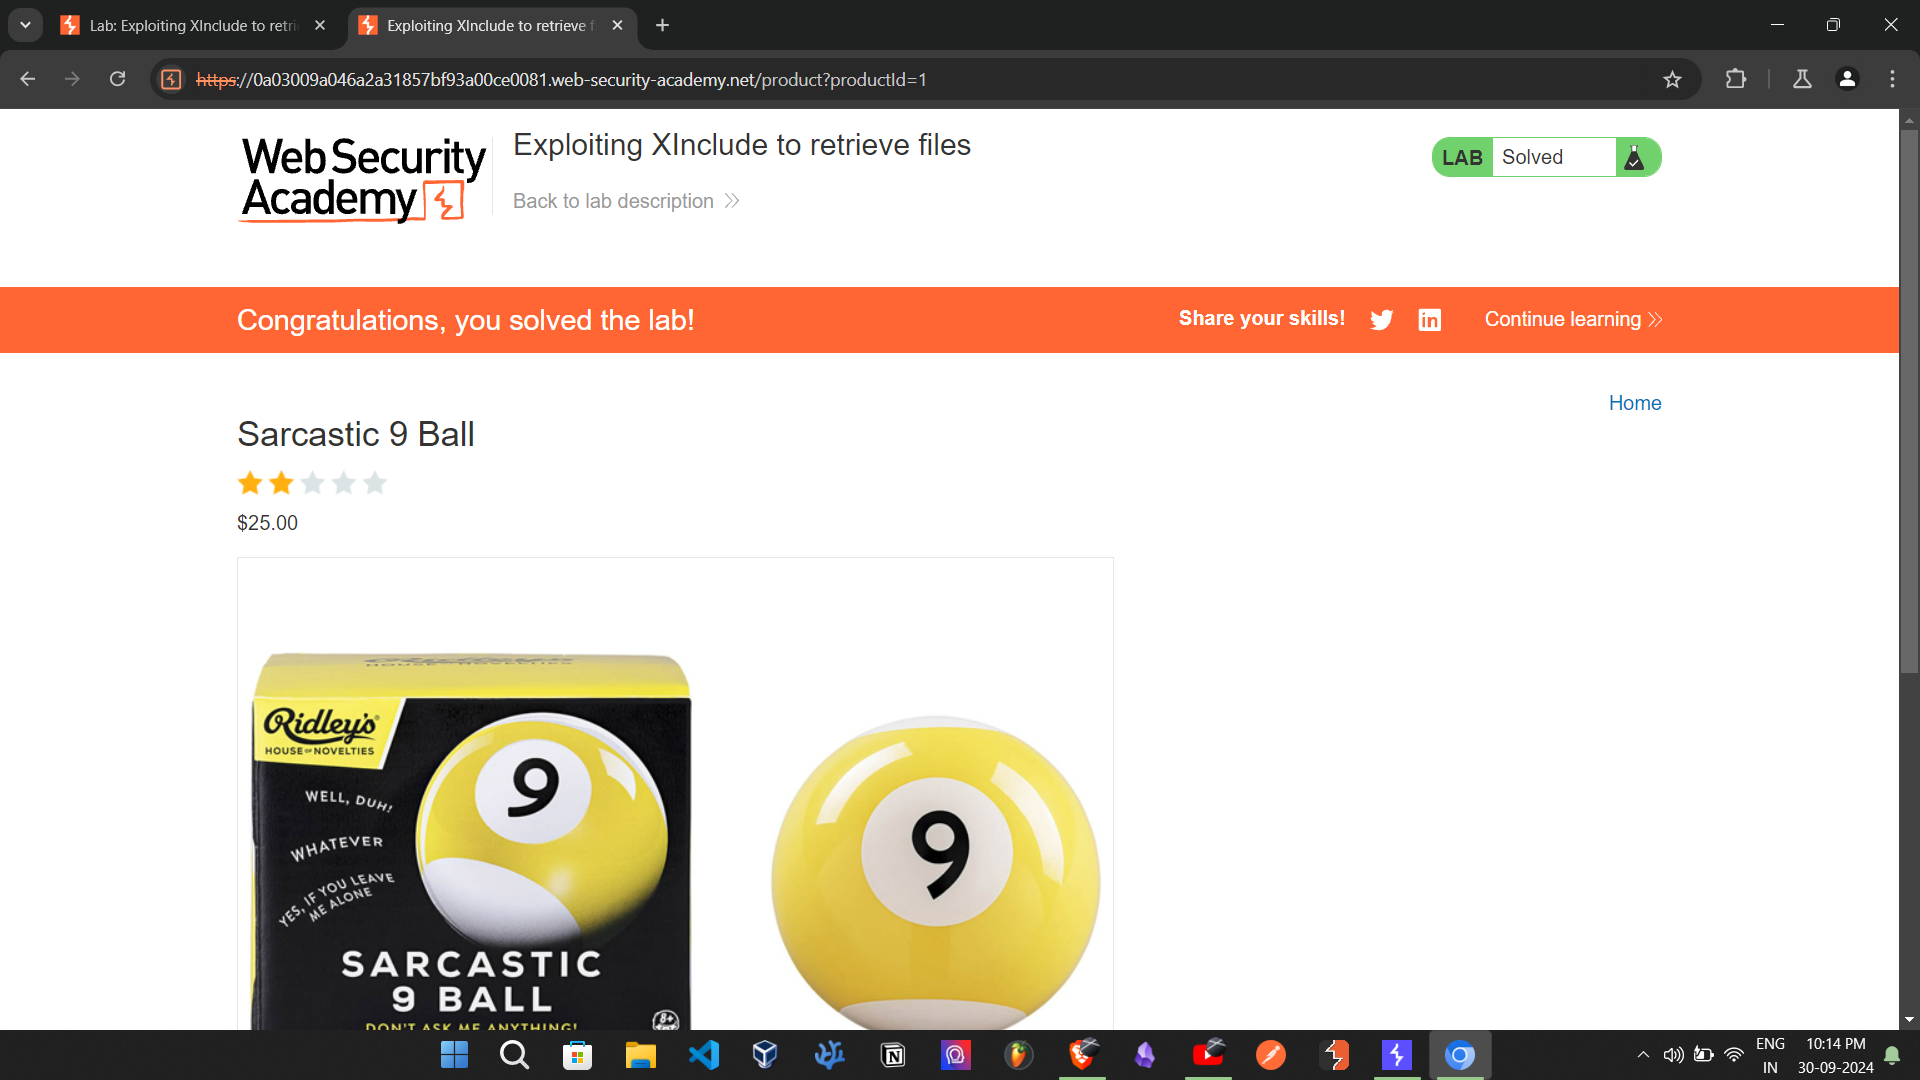 Lab: Exploiting XInclude to retri
Exploiting XInclude to retrieve f
https://0a03009a046a2a31857bf93a00ce0081.web-security-academy.net/product?productId=1
Web Security
Academy
Exploiting XInclude to retrieve files
Back to lab description
LAB Solved
Congratulations, you solved the lab!
Share your skills!
in
Continue learning
Home
Sarcastic 9 Ball
$25.00
Ridley's
HOUSE OF NOVELTIES
WELL, DUH!
WHATEVER
YES, IF YOU LEAVE
ME ALONE
9
9
SARCASTIC
9 BALL
DON'T ASK ME ANYTHING!
8+
ENG
IN
10:14 PM
30-09-2024